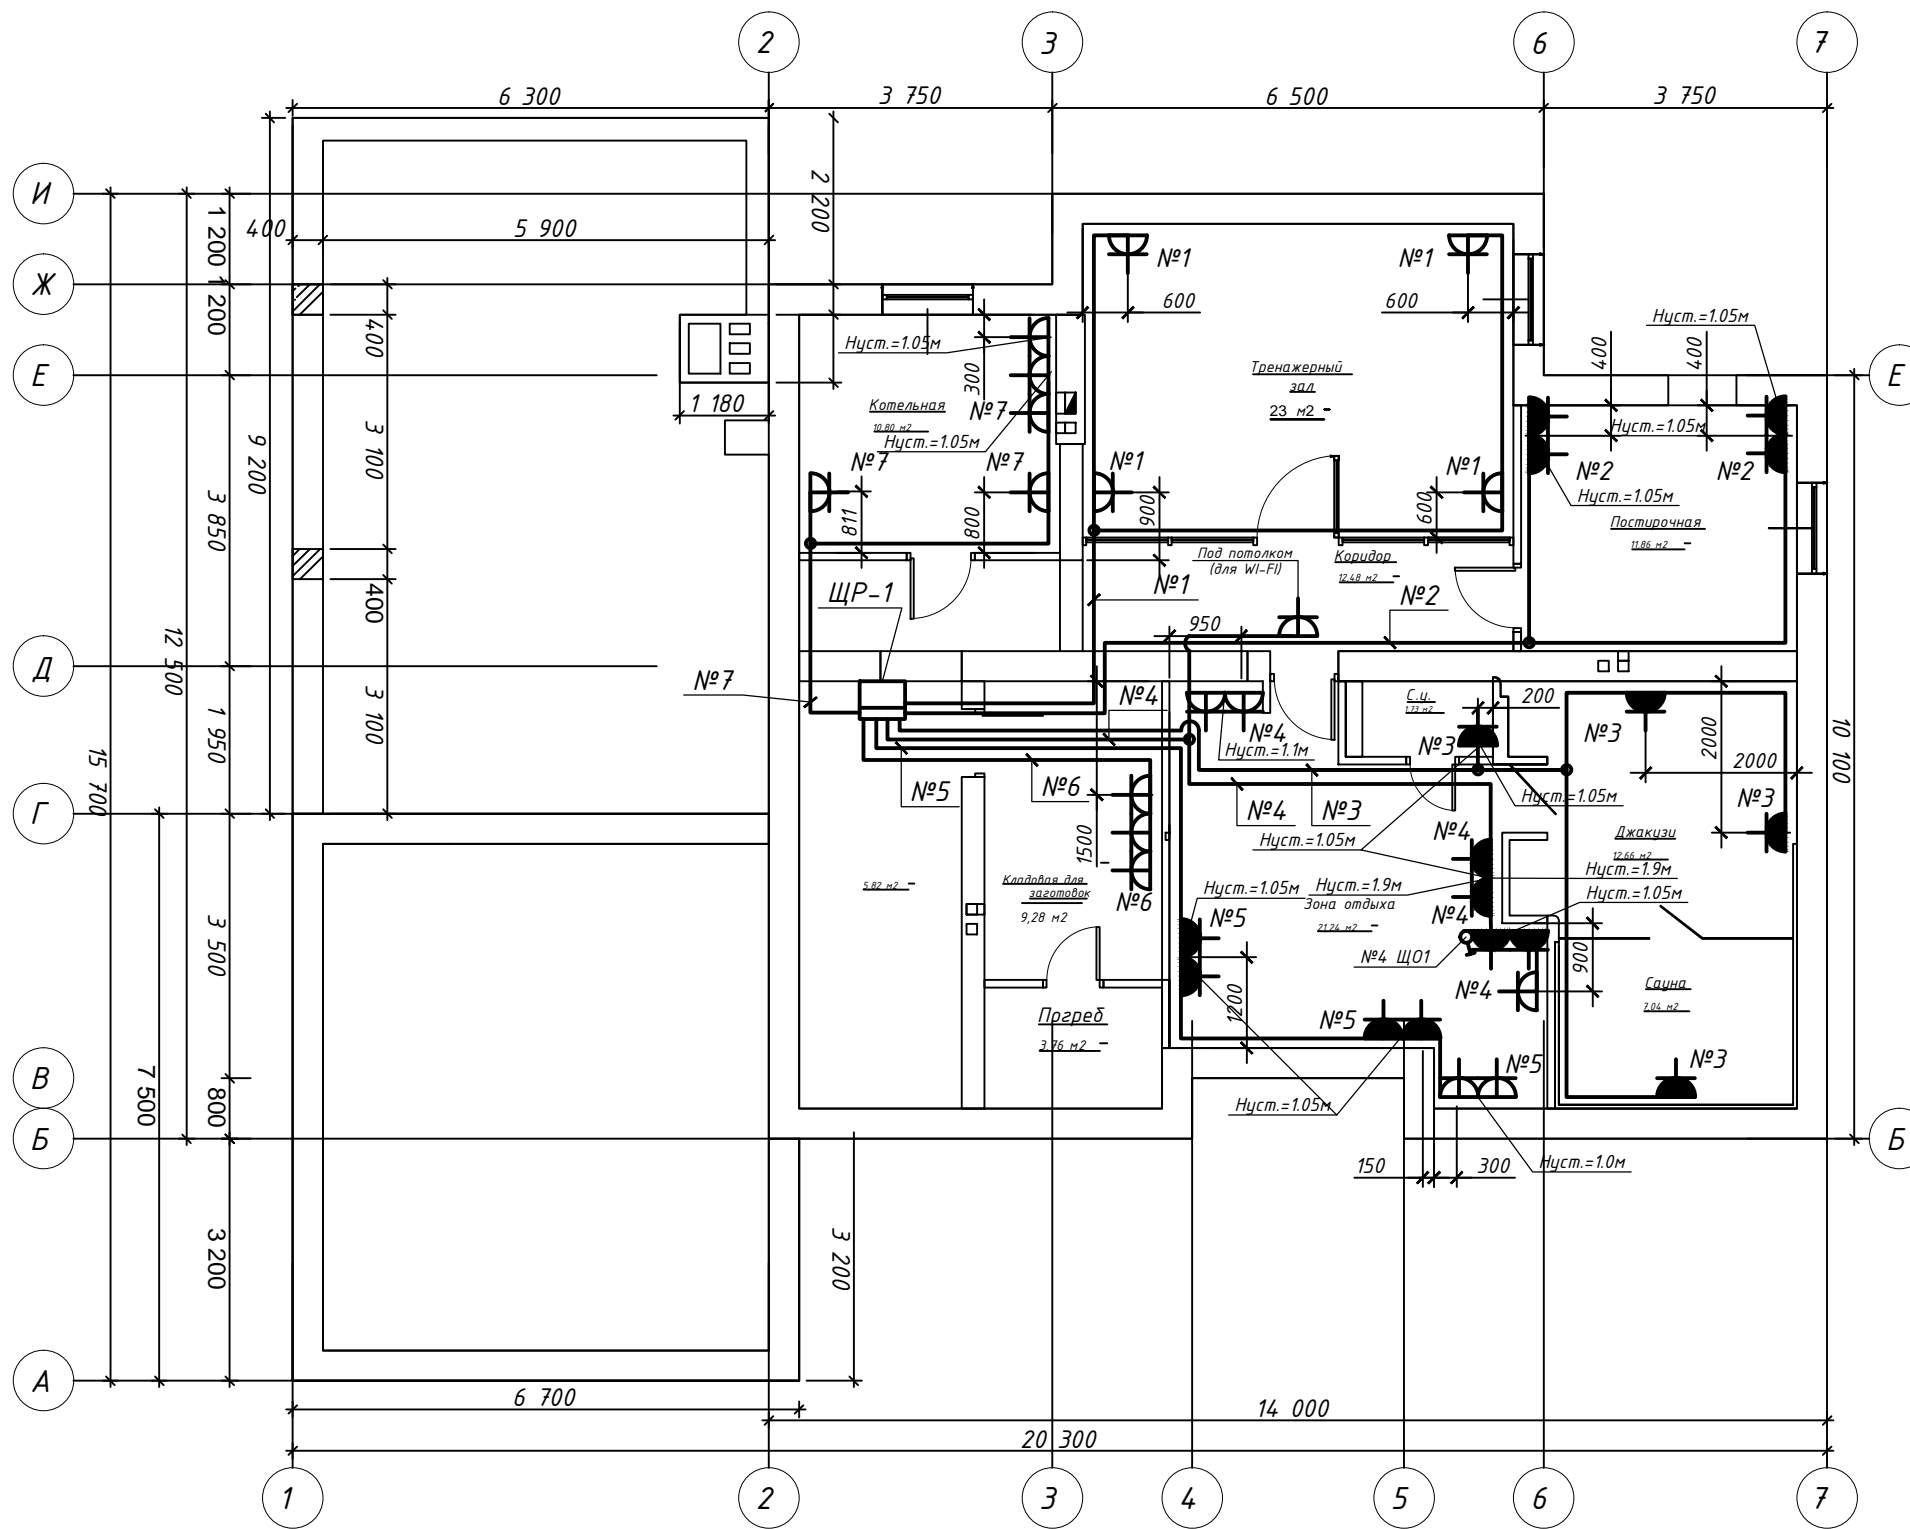 2
3
6
7
6 300
3 750
6 500
3 750
И
Ж
Е
Д
Г
В
Б
А
Е
Б
400
5 900
2 200
1 200
1 200
400
3 100
400
3 100
9 200
3 850
12 500
1 950
15 700
3 500
7 500
800
3 200
10 100
1 180
№1
№1
600
600
Нуст.=1.05м
Нуст.=1.05м
300
400
400
Тренажерный
зал
23 м2
Котельная
10.80 м2
№7
Нуст.=1.05м
Нуст.=1.05м
№7
№7
№1
№1
№2
№2
Нуст.=1.05м
811
800
900
600
Постирочная
11.86 м2
Под потолком
(для WI-FI)
Коридор
12.48 м2
ЩР-1
№1
№2
950
№7
№4
С.у.
1.73 м2
200
№4
№3
№3
2000
2000
Нуст.=1.1м
№5
№6
№4
№3
Нуст.=1.05м
№3
1500
Нуст.=1.05м
№4
Джакузи
12.66 м2
5.82 м2
Кладовая для
заготовок
9,28 м2
№6
Нуст.=1.05м
Нуст.=1.9м
Нуст.=1.9м
Нуст.=1.05м
Зона отдыха
21.24 м2
№5
№4
№4 ЩО1
900
№4
Сауна
7.04 м2
1200
№5
Пргреб
3.76 м2
№5
№3
Нуст.=1.05м
Нуст.=1.0м
150
300
3 200
6 700
14 000
20 300
1
2
3
4
5
6
7